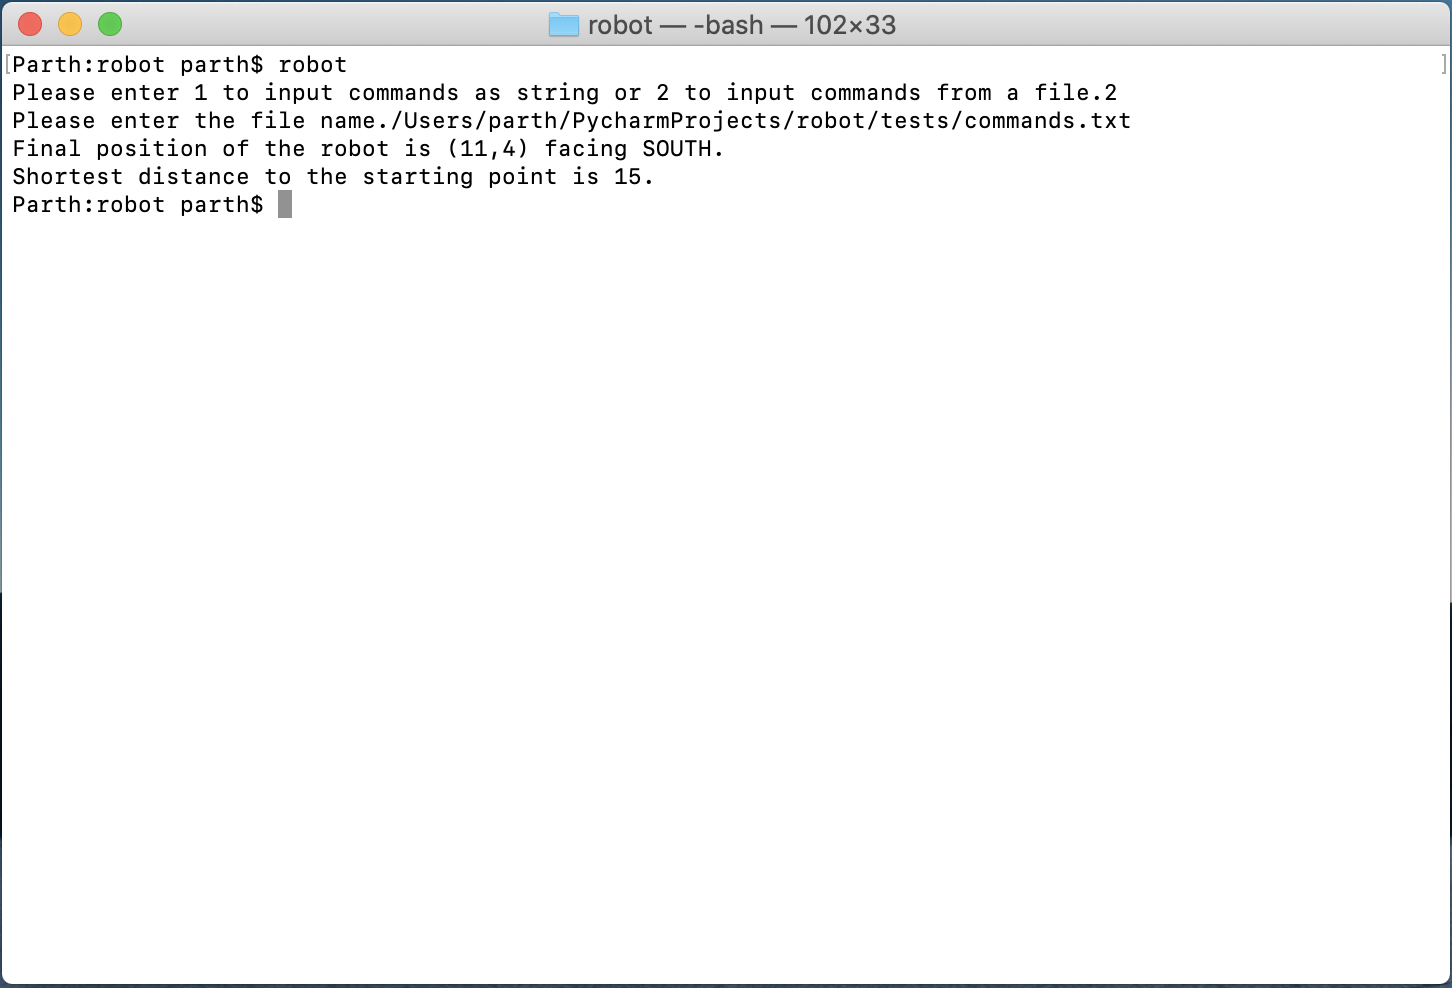 robot — -bash — 102×33
[Parth:robot parth$ robot ]
Please enter 1 to input commands as string or 2 to input commands from a file.2
Please enter the file name./Users/parth/PycharmProjects/robot/tests/commands.txt
Final position of the robot is (11,4) facing SOUTH.
Shortest distance to the starting point is 15.
Parth:robot parth$